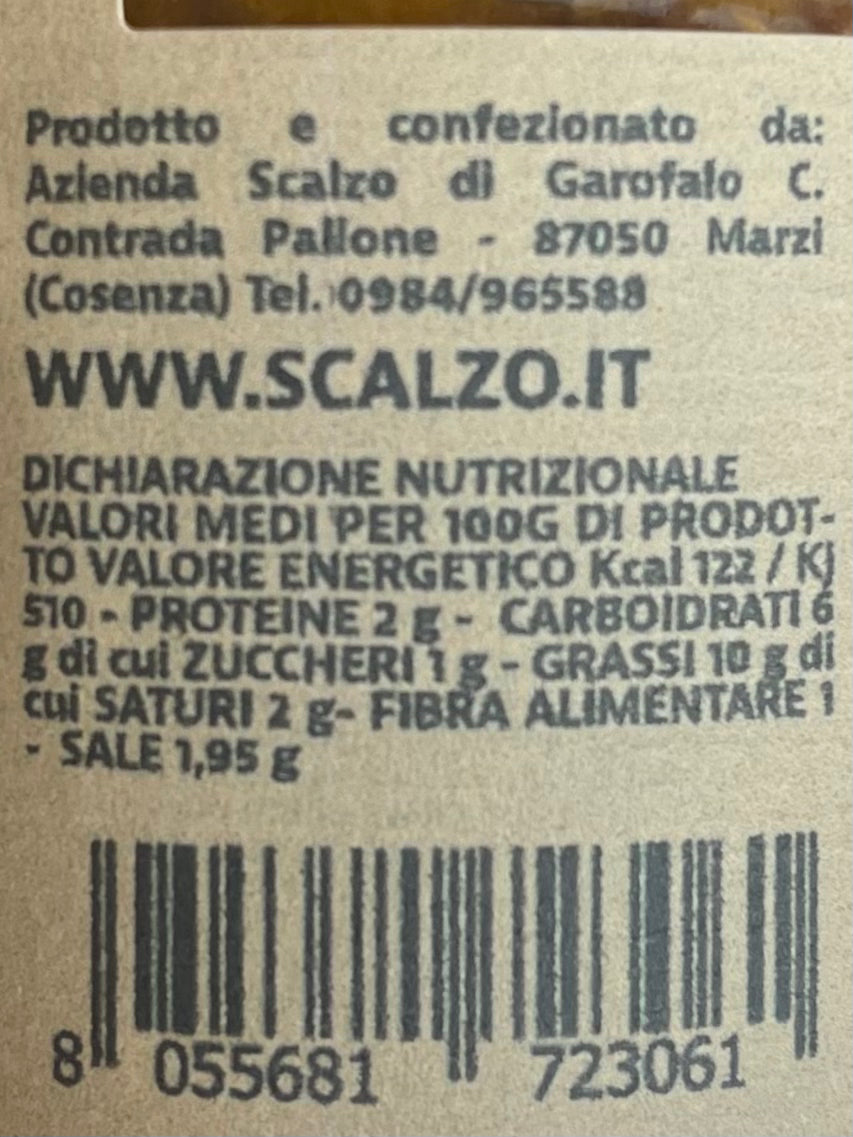 Prodotto e confezionato da:
Azienda Scalzo di Garofalo C.
Contrada Pallone - 87050 Marzi
(Cosenza) Tel. 0984/965588
WWW.SCALZO.IT
DICHIARAZIONE NUTRIZIONALE
VALORI MEDI PER 100G DI PRODOT-
TO VALORE ENERGETICO Kcal 122 / KJ
510 - PROTEINE 2 g - CARBOIDRATI 6
g di cui ZUCCHERI 1 g - GRASSI 10 g di
cui SATURI 2 g- FIBRA ALIMENTARE 1
- SALE 1,95 g
8 055681 723061